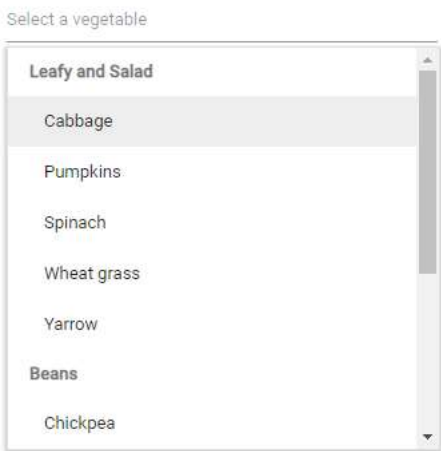 Select a vegetable
Leafy and Salad
Cabbage
Pumpkins
Spinach
Wheat grass
Yarrow
Beans
Chickpea